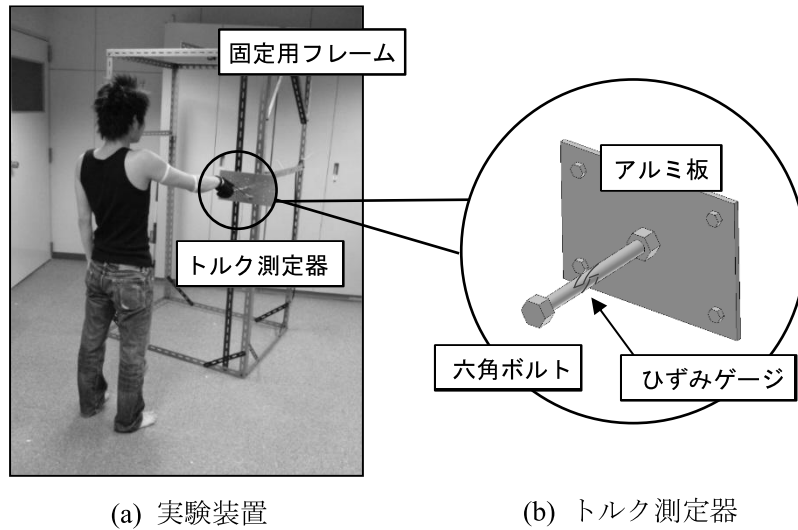 固定用フレーム
トルク測定器
アルミ板
六角ボルト
ひずみゲージ
(a) 実験装置
(b) トルク測定器